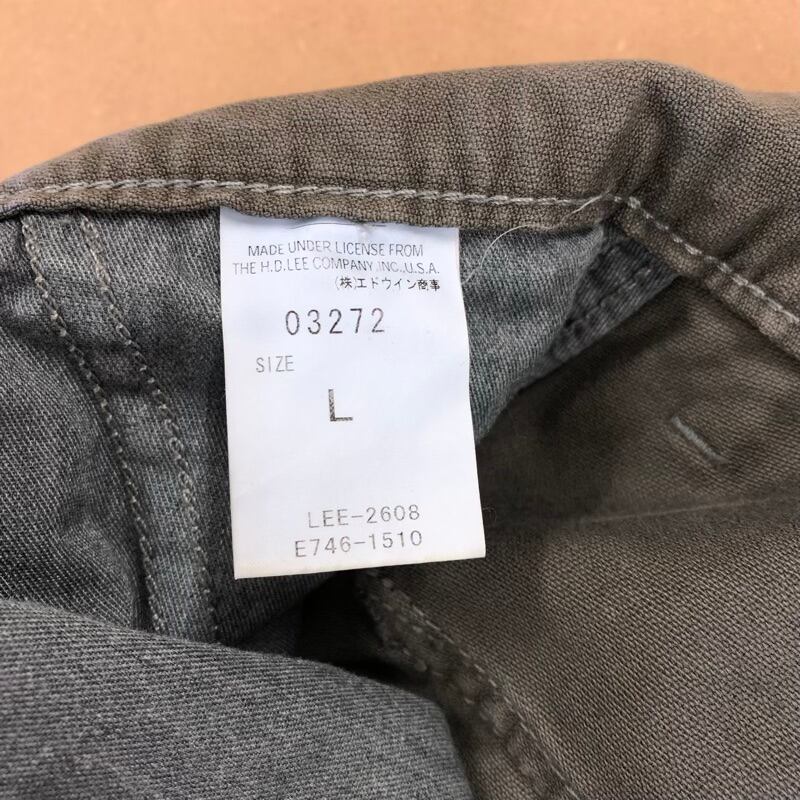 MADE UNDER LICENSE FROM
THE H.D.LEE COMPANY,INC.,U.S.A.
(株)エドウイン商事
03272
SIZE
L
LEE-2608
E746-1510